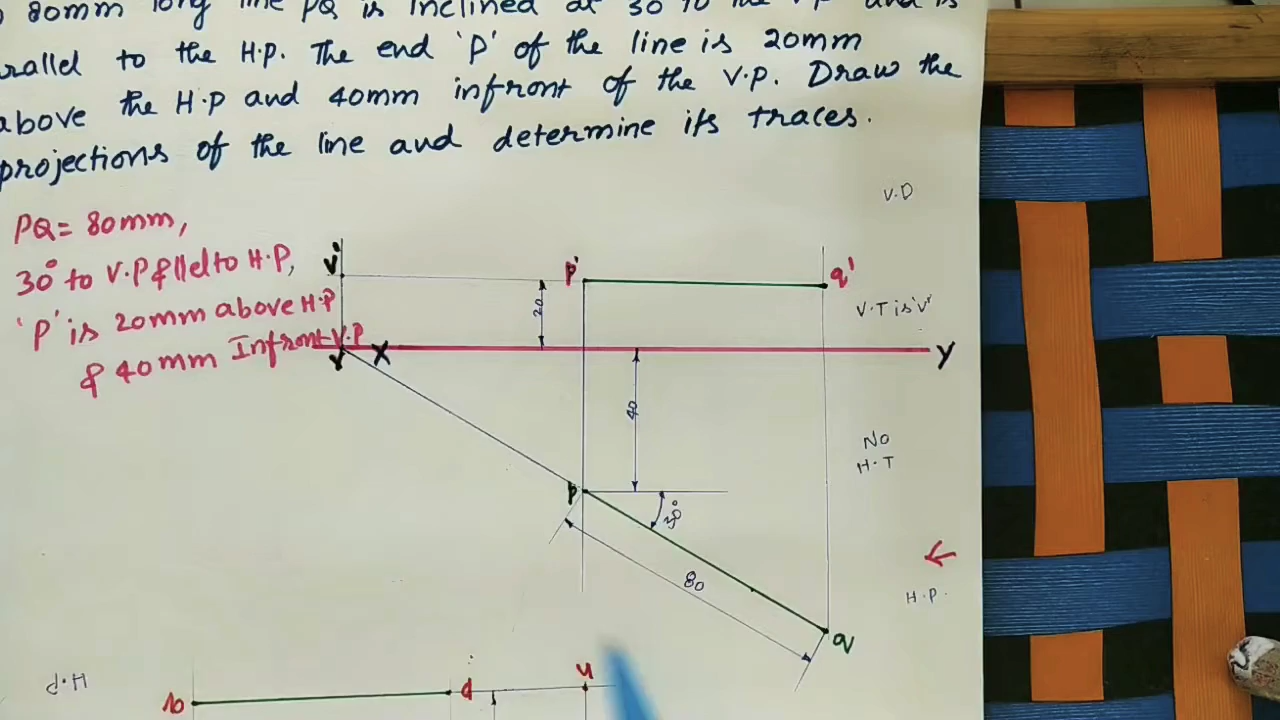 80mm long line PQ is inclined at 30° to the V.P and is
rallel to the H.P. The end 'P' of the line is 20mm
above the H.P and 40mm infront of the V.P. Draw the
projections of the line and determine its traces.
V.D
PQ = 80mm,
30° to V.P & llel to H.P,
'P' is 20mm above H.P
& 40mm Infront V.P
v'
p'
q'
20
V.T is 'V'
v
X
Y
40
No
H.T
p
30°
80
H.P.
q
H.P
d